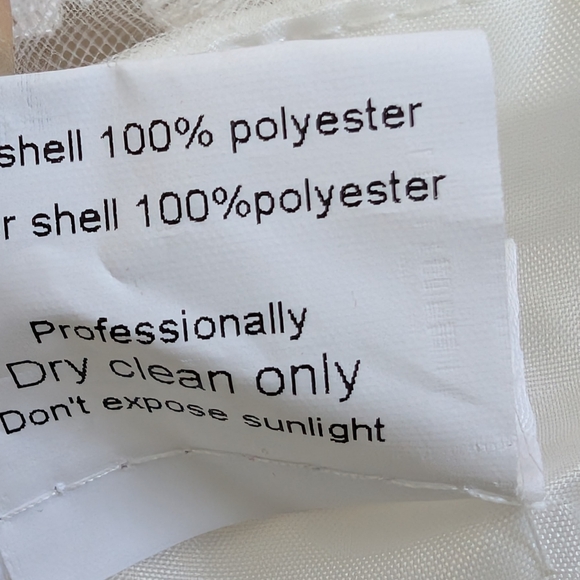 shell 100% polyester
r shell 100%polyester
Professionally
Dry clean only
Don't expose sunlight